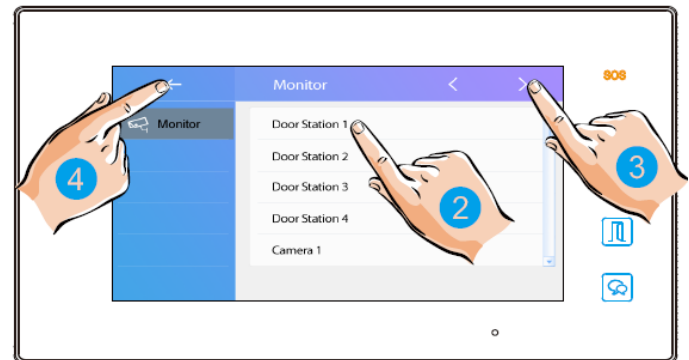 Monitor
SOS
Monitor
Door Station 1
Door Station 2
Door Station 3
Door Station 4
Camera 1
4
2
3